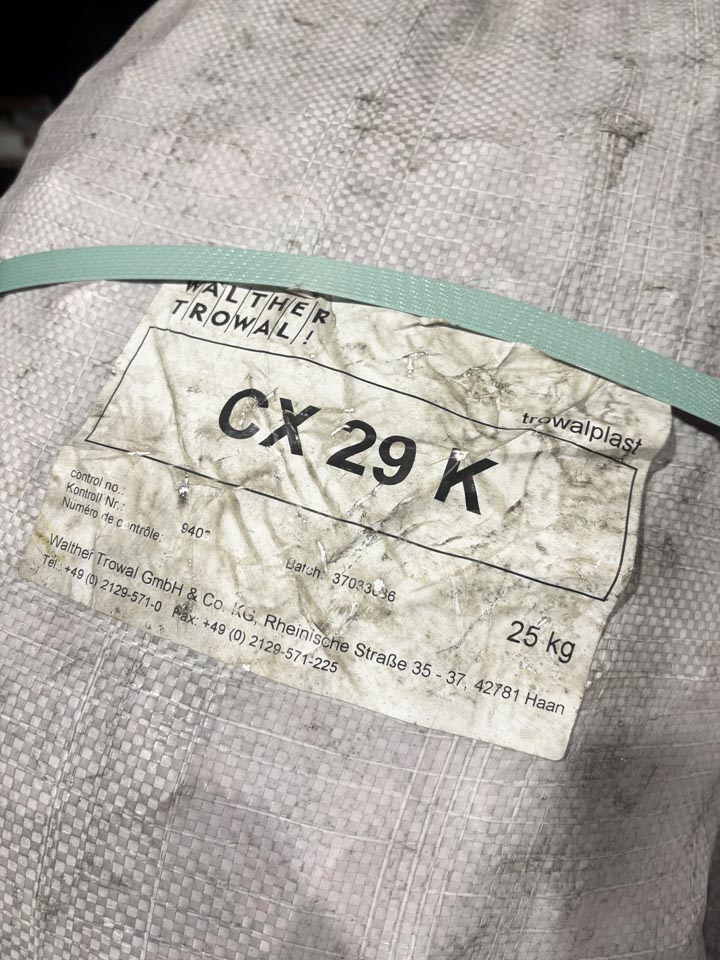 WALTHER
TROWAL!
trowalplast
CX 29 K
control no.:
Kontroll Nr.:
Numéro de contrôle:
Batch:
25 kg
Walther Trowal GmbH & Co. KG, Rheinische Straße 35 - 37, 42781 Haan
Tel.: +49 (0) 2129-571-0 Fax: +49 (0) 2129-571-225